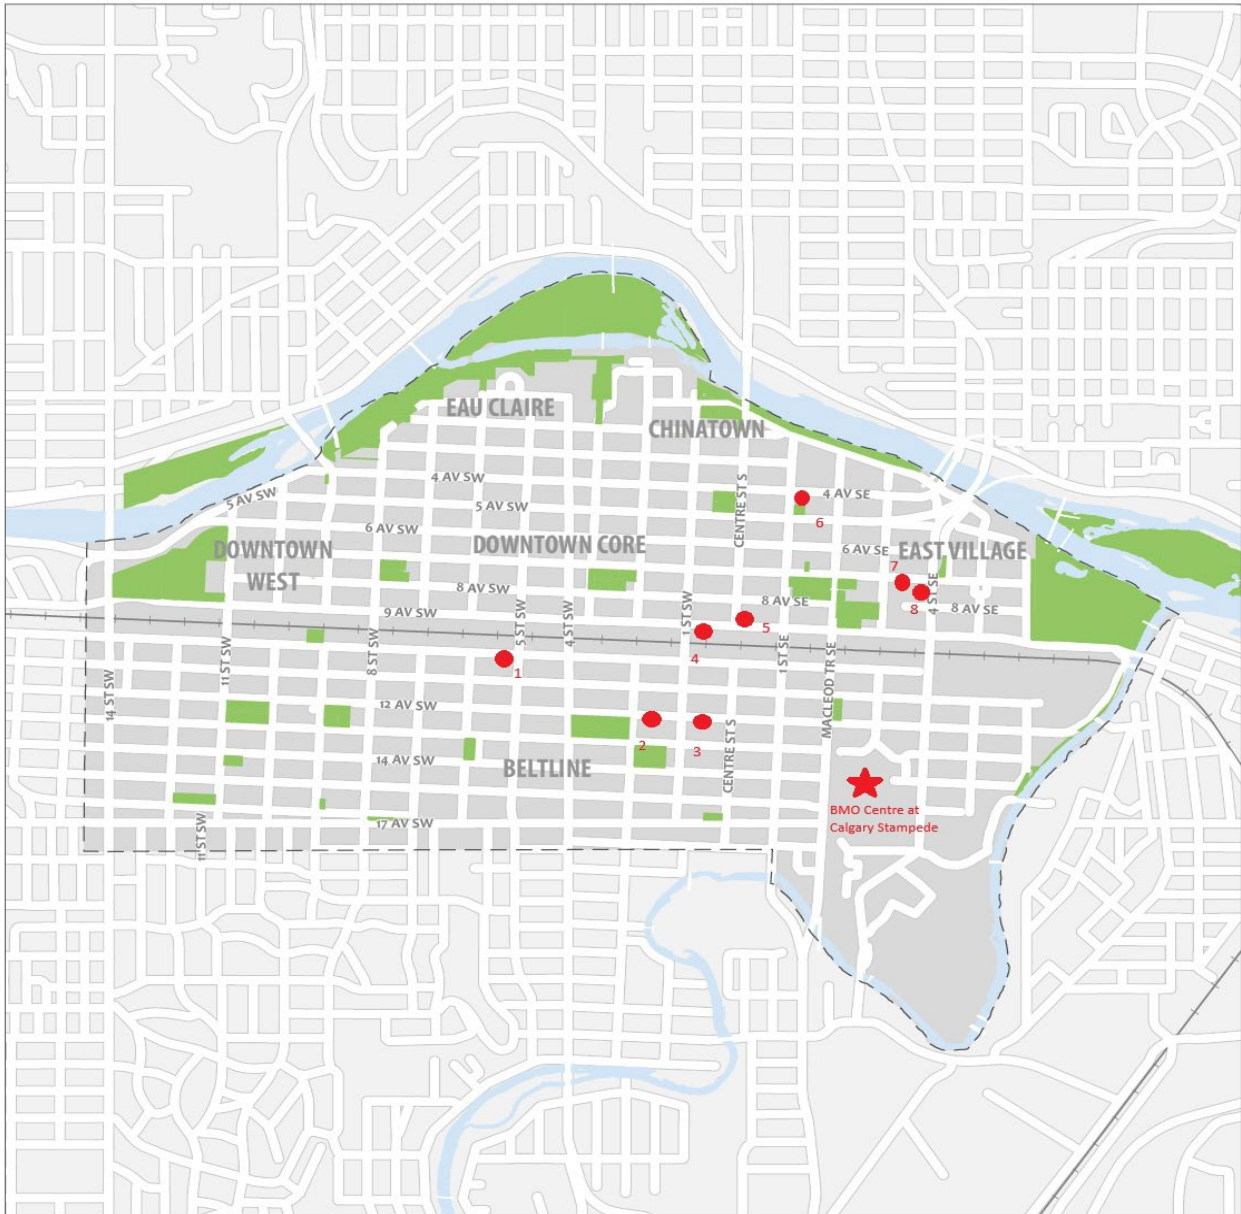 EAU CLAIRE
CHINATOWN
4 AV SW
5 AV SW
5 AV SW
CENTRE ST S
4 AV SE
6
6 AV SW
DOWNTOWN
WEST
DOWNTOWN CORE
6 AV SE
EAST VILLAGE
7
8 AV SW
9 AV SW
8 AV SE
8
4 ST SE
8 AV SE
5
5 ST SW
4 ST SW
1 ST SW
4
1 ST SE
11 ST SW
8 ST SW
1
14 ST SW
MACLEOD TR SE
12 AV SW
2
3
CENTRE ST S
14 AV SW
BELTLINE
BMO Centre at
Calgary Stampede
17 AV SW
11 ST SW